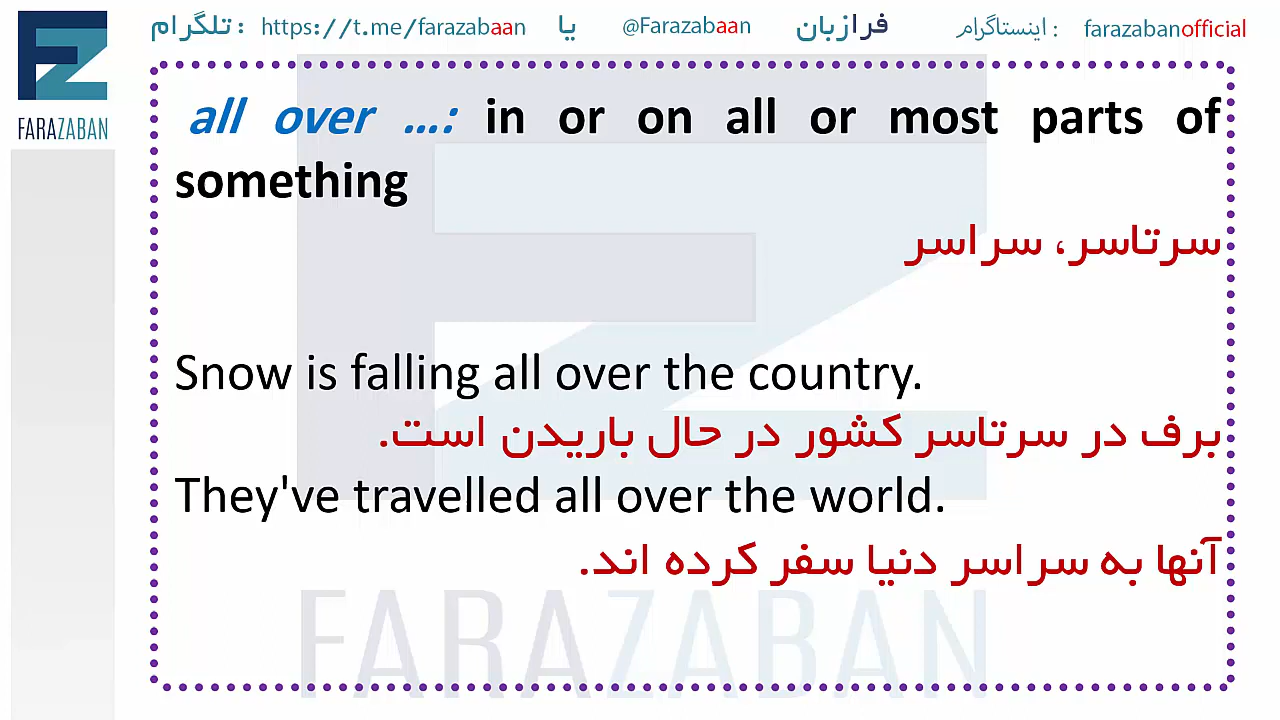 تلگرام : https://t.me/farazabaan یا @Farazabaan فرازبان اینستاگرام : farazabanofficial
FARAZABAN
all over ...: in or on all or most parts of
something
سرتاسر، سراسر
Snow is falling all over the country.
برف در سرتاسر کشور در حال باریدن است.
They've travelled all over the world.
آنها به سراسر دنیا سفر کرده اند.
FARAZABAN